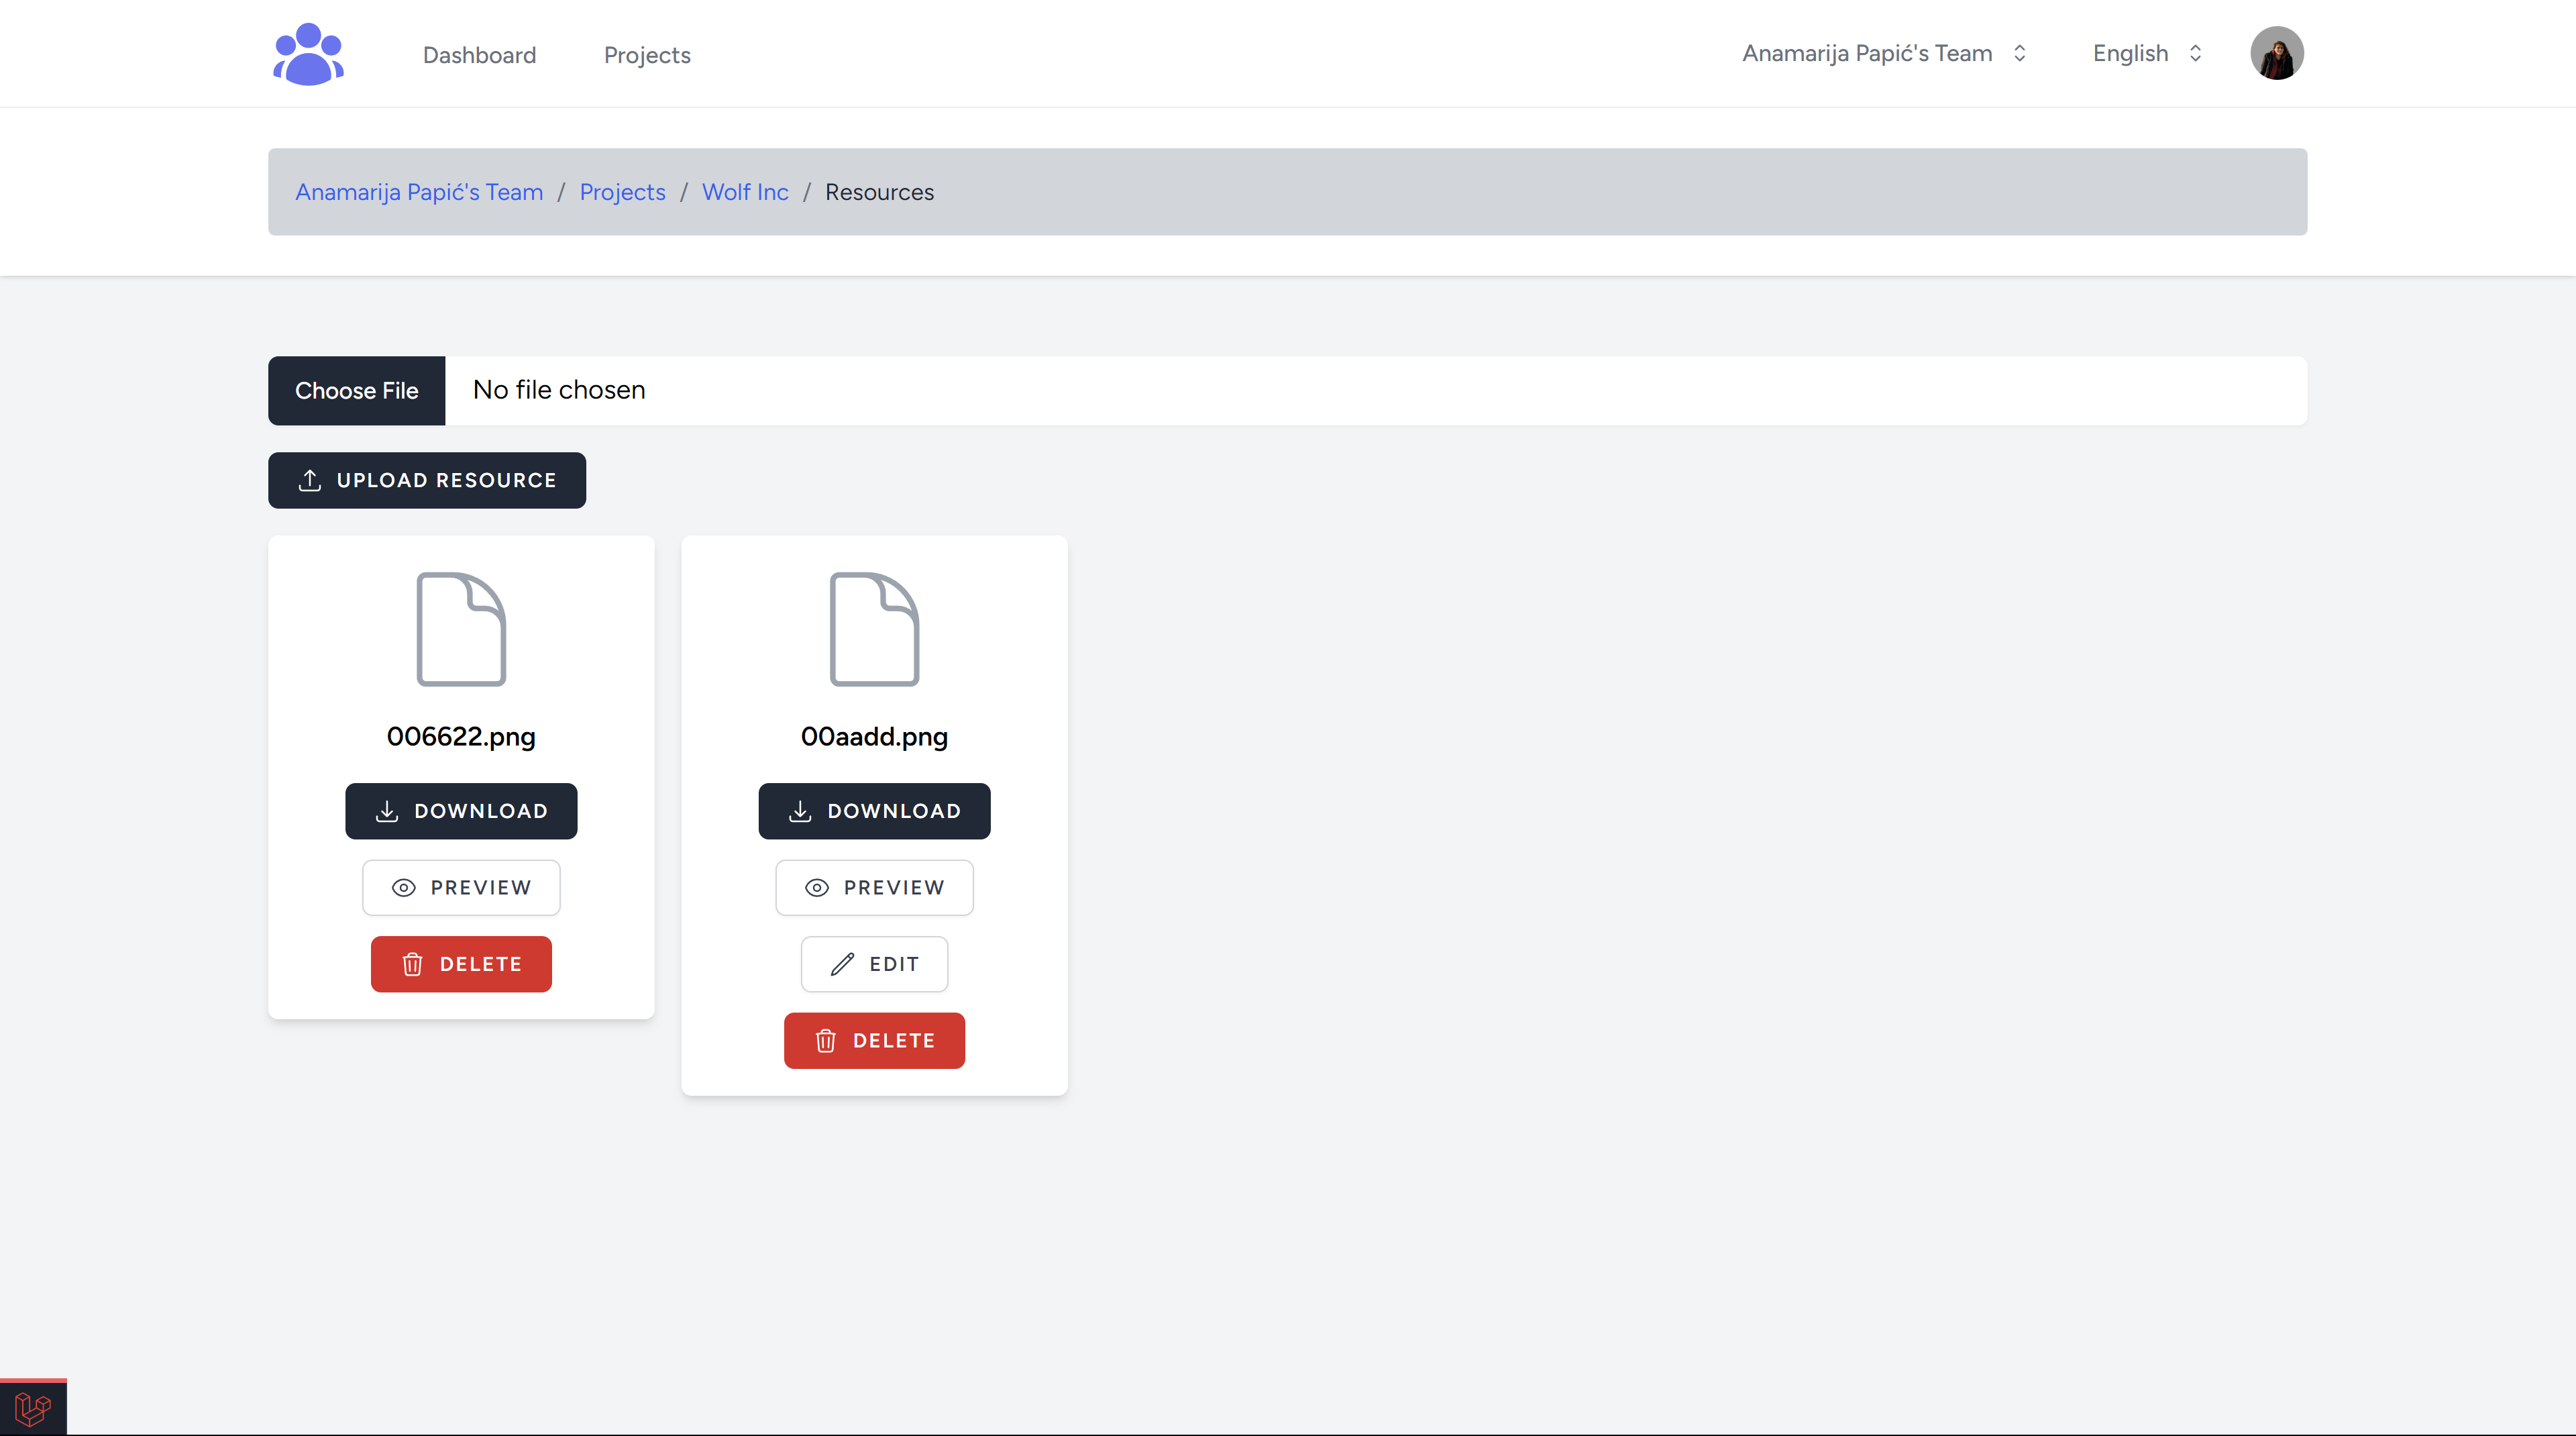 Dashboard Projects Anamarija Papić's Team English
Anamarija Papić's Team / Projects / Wolf Inc / Resources
Choose File No file chosen
UPLOAD RESOURCE
006622.png
DOWNLOAD
PREVIEW
DELETE
00aadd.png
DOWNLOAD
PREVIEW
EDIT
DELETE